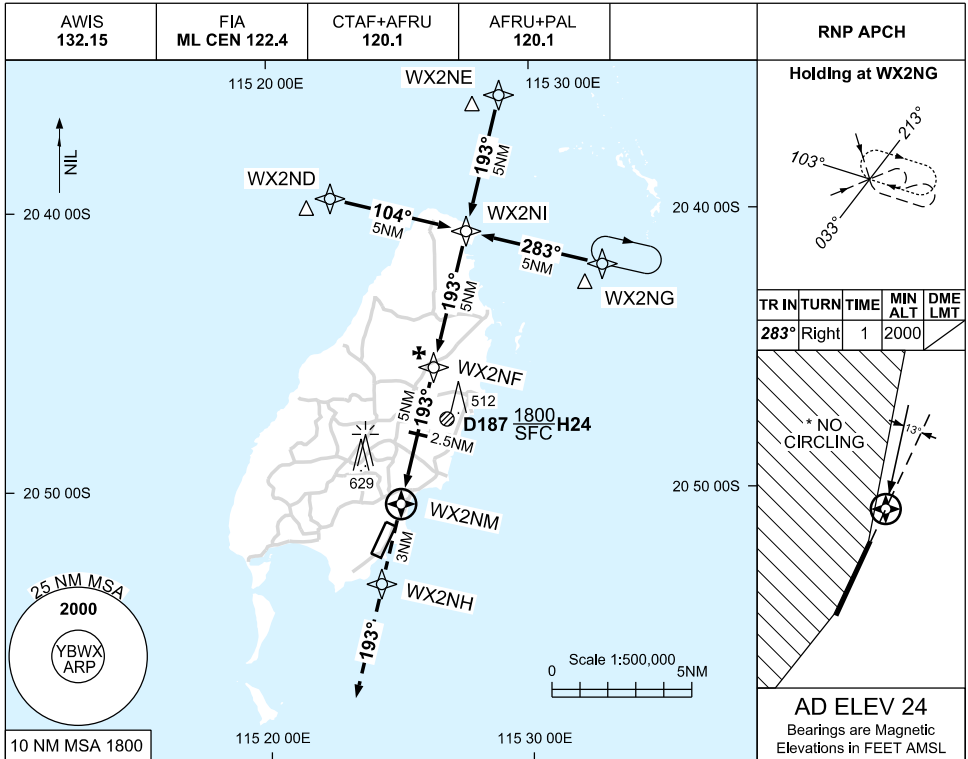 AWIS
132.15
FIA
ML CEN 122.4
CTAF+AFRU
120.1
AFRU+PAL
120.1
RNP APCH
115 20 00E
115 30 00E
WX2NE
NIL
193°
5NM
WX2ND
WX2NI
20 40 00S
20 40 00S
104°
5NM
283°
5NM
WX2NG
193°
5NM
WX2NF
512
193°
5NM
D187 1800 H24
SFC
2.5NM
629
20 50 00S
20 50 00S
WX2NM
3NM
WX2NH
193°
25 NM MSA
2000
YBWX
ARP
10 NM MSA 1800
Scale 1:500,000
0 5NM
115 20 00E
115 30 00E
Holding at WX2NG
213°
103°
033°
TR IN TURN TIME MIN ALT DME LMT
283° Right 1 2000
* NO
CIRCLING
13°
AD ELEV 24
Bearings are Magnetic
Elevations in FEET AMSL